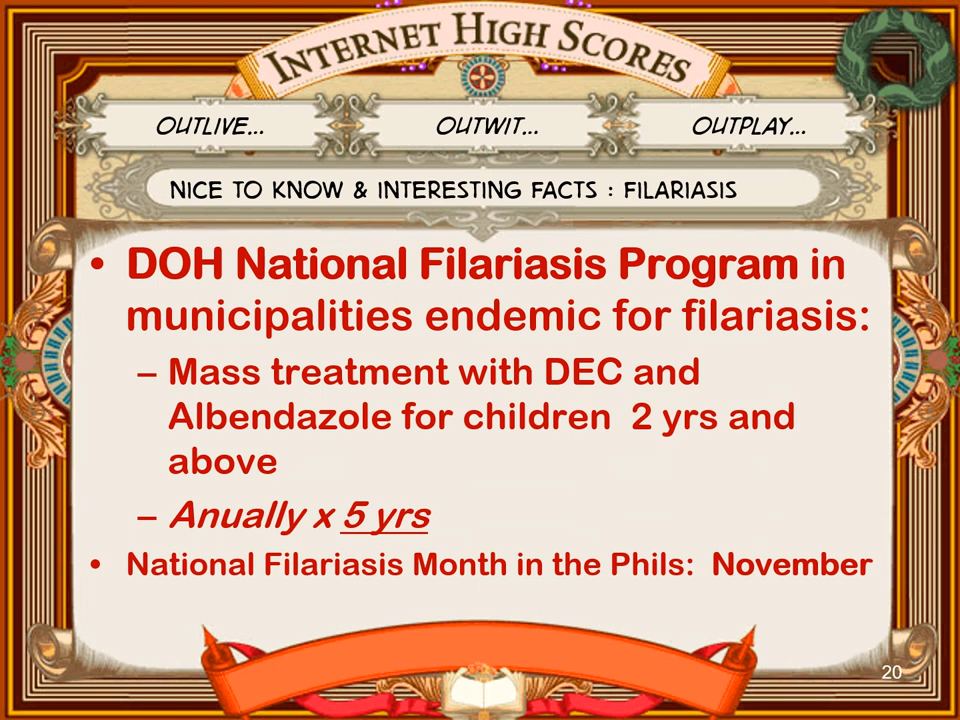 INTERNET HIGH SCORES
OUTLIVE... OUTWIT... OUTPLAY...
NICE TO KNOW & INTERESTING FACTS : FILARIASIS
• DOH National Filariasis Program in
municipalities endemic for filariasis:
– Mass treatment with DEC and
Albendazole for children 2 yrs and
above
– Anually x 5 yrs
• National Filariasis Month in the Phils: November
20